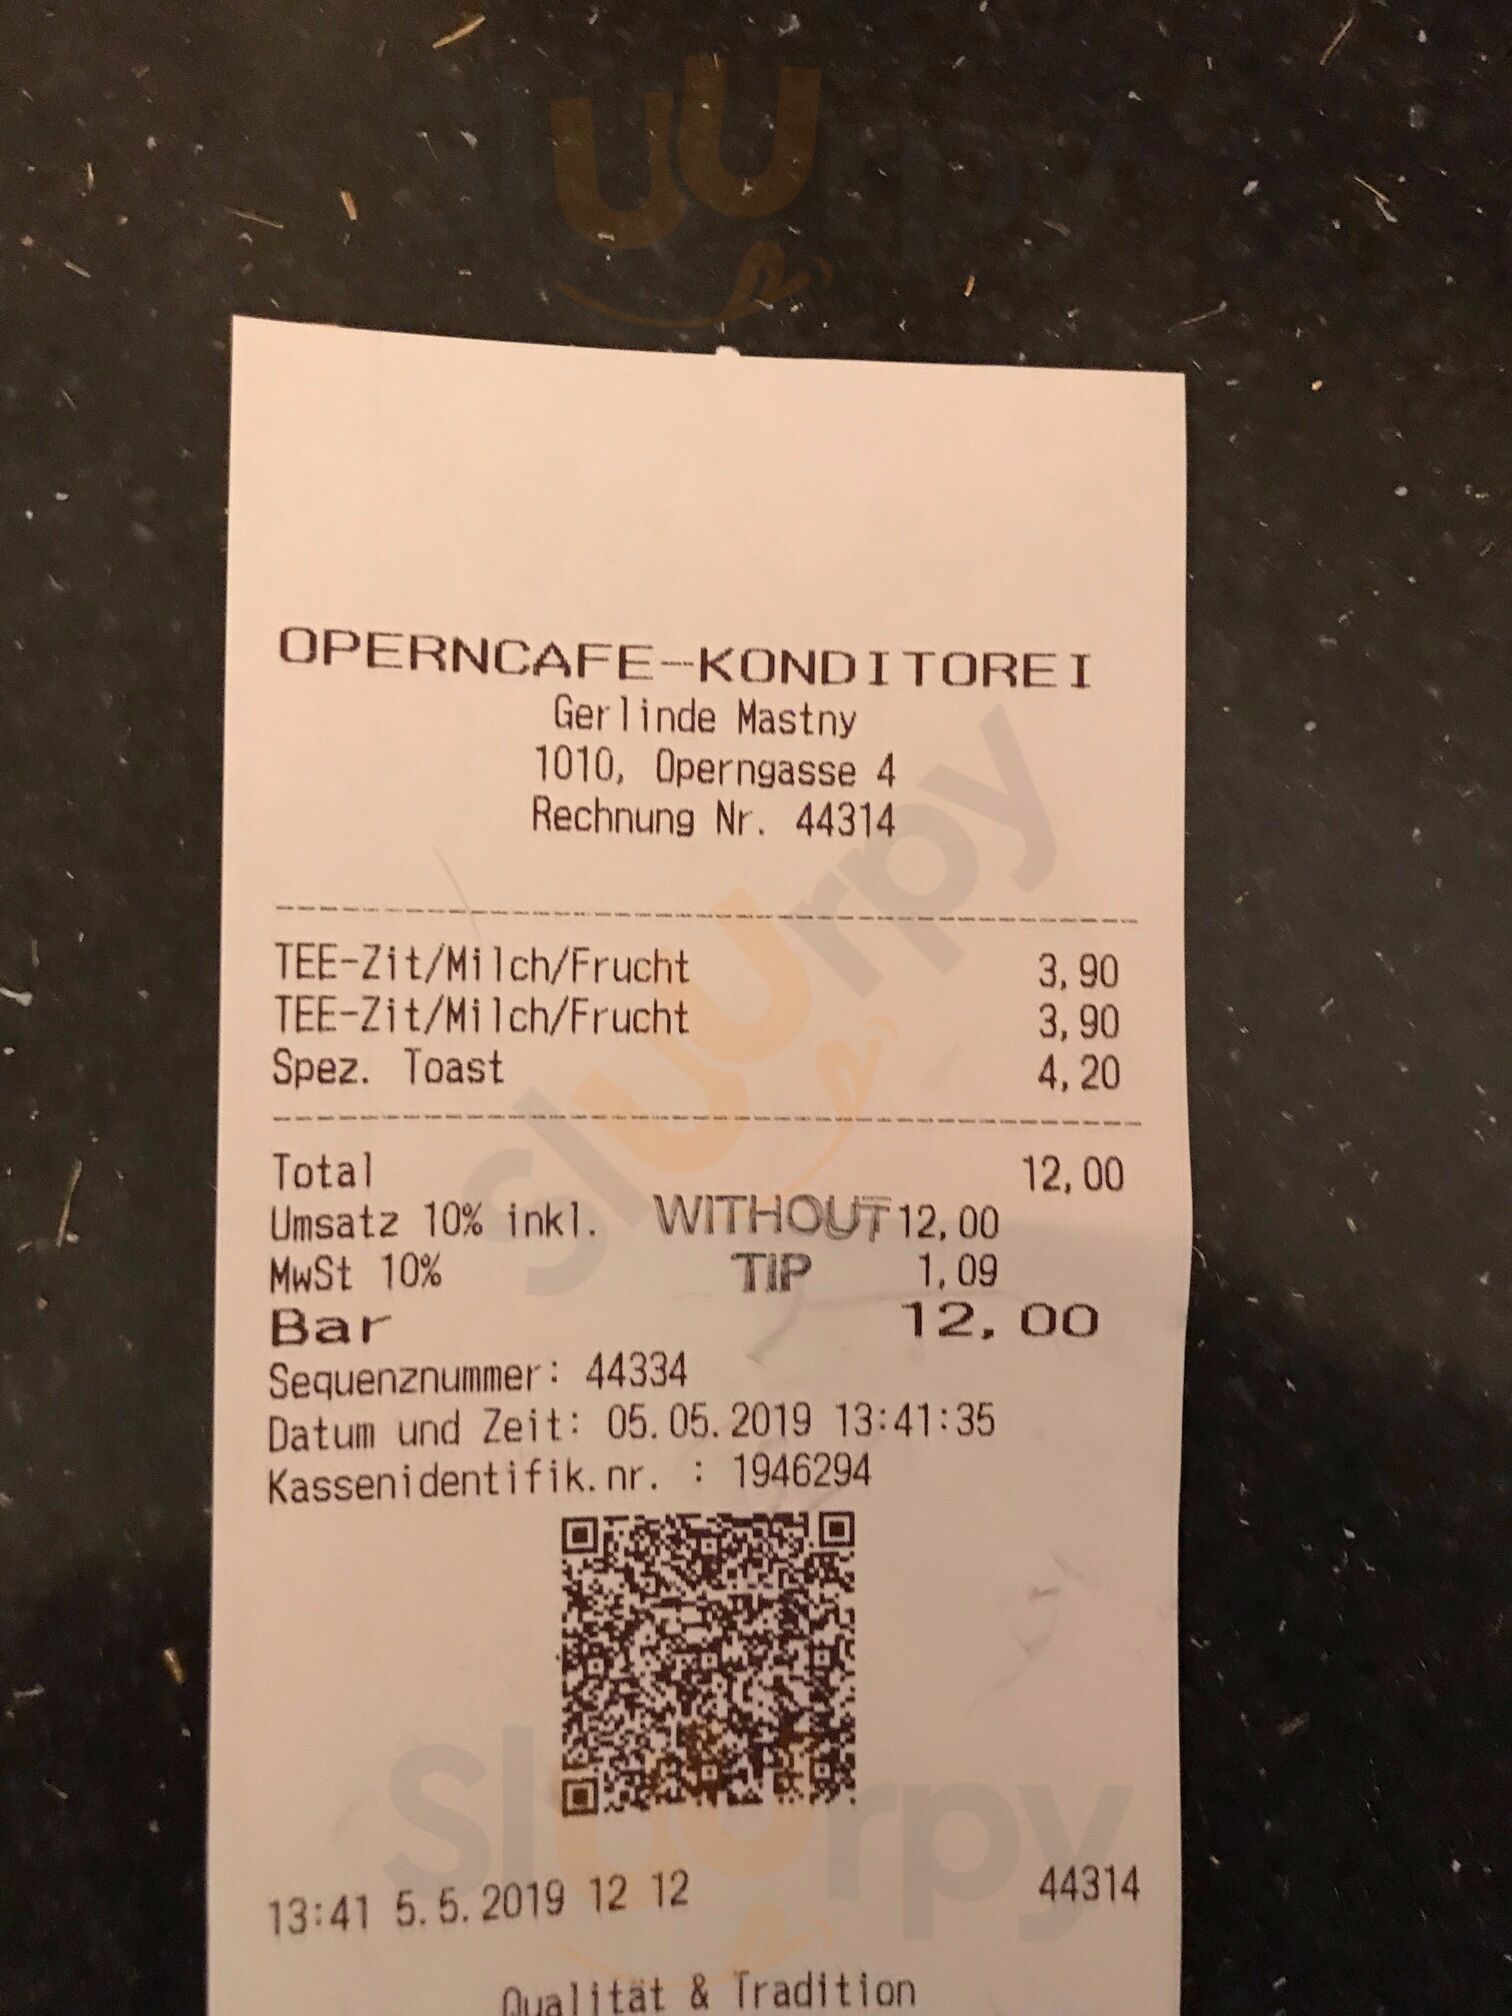 OPERNCAFE-KONDITOREI
Gerlinde Mastny
1010, Operngasse 4
Rechnung Nr. 44314
TEE-Zit/Milch/Frucht 3,90
TEE-Zit/Milch/Frucht 3,90
Spez. Toast 4,20
Total 12,00
Umsatz 10% inkl. WITHOUT 12,00
MwSt 10% TIP 1,09
Bar 12,00
Sequenznummer: 44334
Datum und Zeit: 05.05.2019 13:41:35
Kassenidentifik.nr. : 1946294
13:41 5.5.2019 12 12 44314
Qualität & Tradition
sluurpy
sluurpy
sluurpy